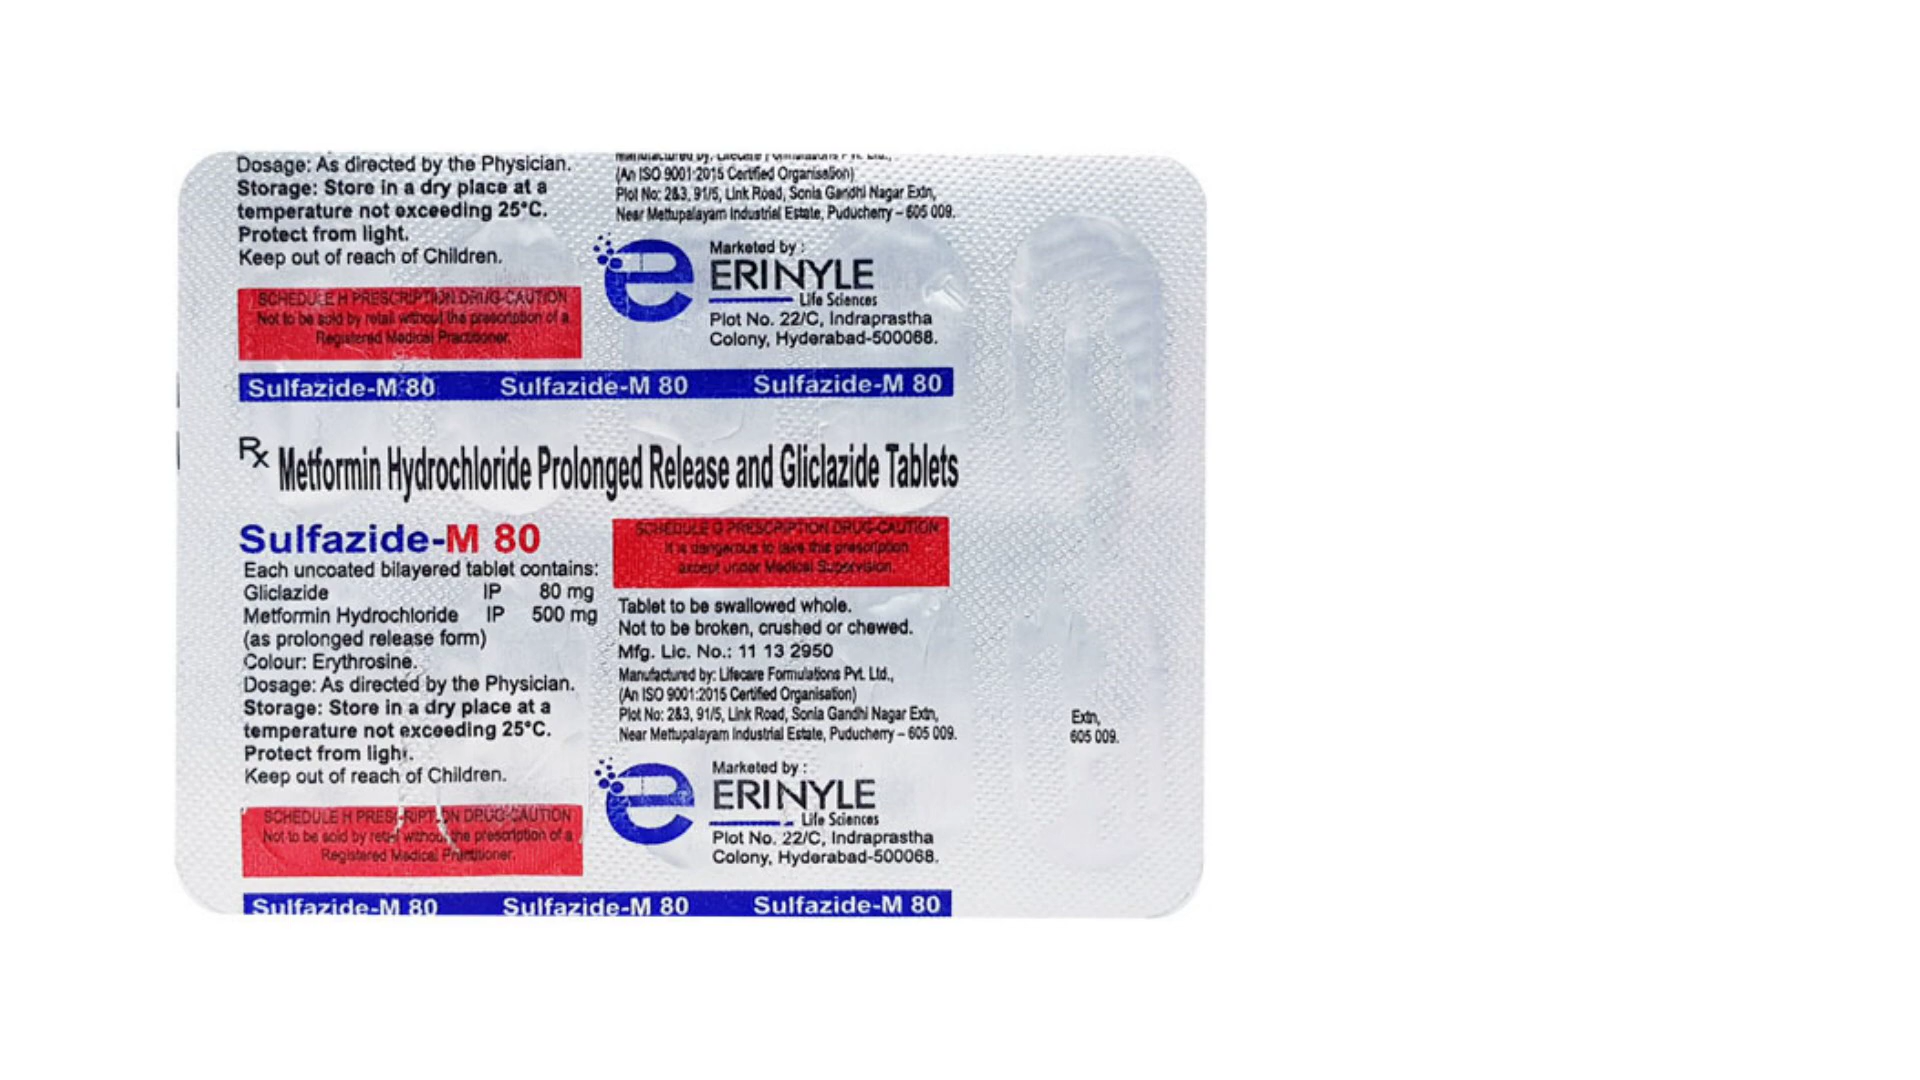 Dosage: As directed by the Physician.
Storage: Store in a dry place at a
temperature not exceeding 25°C.
Protect from light.
Keep out of reach of Children.
SCHEDULE H PRESCRIPTION DRUG-CAUTION
Not to be sold by retail without the prescription of a
Registered Medical Practitioner.
Manufactured by: Lifecare Formulations Pvt. Ltd.,
(An ISO 9001:2015 Certified Organisation)
Plot No: 2&3, 91/5, Link Road, Sonia Gandhi Nagar Extn,
Near Mettupalayam Industrial Estate, Puducherry – 605 009.
Marketed by :
e ERINYLE
Life Sciences
Plot No. 22/C, Indraprastha
Colony, Hyderabad-500068.
Sulfazide-M 80 Sulfazide-M 80 Sulfazide-M 80
Rx Metformin Hydrochloride Prolonged Release and Gliclazide Tablets
Sulfazide-M 80
Each uncoated bilayered tablet contains:
Gliclazide IP 80 mg
Metformin Hydrochloride IP 500 mg
(as prolonged release form)
Colour: Erythrosine.
Dosage: As directed by the Physician.
Storage: Store in a dry place at a
temperature not exceeding 25°C.
Protect from light.
Keep out of reach of Children.
SCHEDULE H PRESCRIPTION DRUG-CAUTION
Not to be sold by retail without the prescription of a
Registered Medical Practitioner.
SCHEDULE G PRESCRIPTION DRUG-CAUTION
It is dangerous to take this prescription
except under Medical Supervision.
Tablet to be swallowed whole.
Not to be broken, crushed or chewed.
Mfg. Lic. No.: 11 13 2950
Manufactured by: Lifecare Formulations Pvt. Ltd.,
(An ISO 9001:2015 Certified Organisation)
Plot No: 2&3, 91/5, Link Road, Sonia Gandhi Nagar Extn,
Near Mettupalayam Industrial Estate, Puducherry – 605 009.
Marketed by :
e ERINYLE
Life Sciences
Plot No. 22/C, Indraprastha
Colony, Hyderabad-500068.
Extn,
605 009.
Sulfazide-M 80 Sulfazide-M 80 Sulfazide-M 80